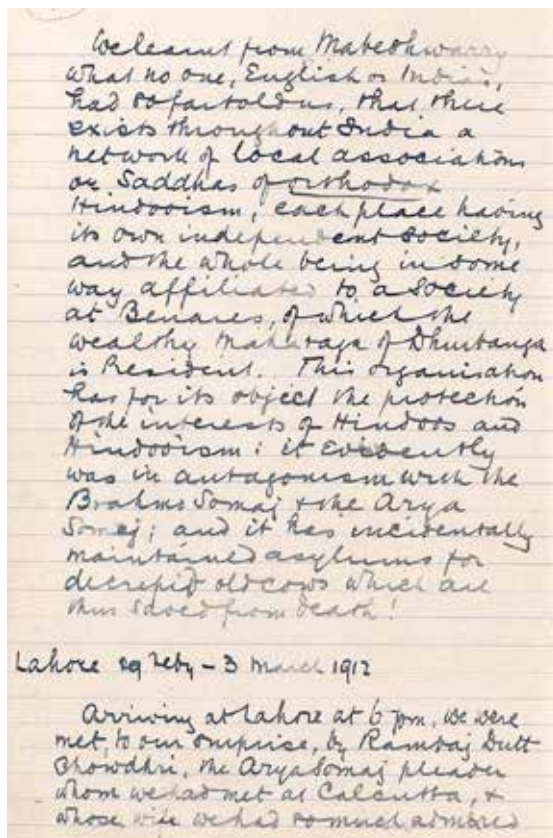 We learnt from Maheshwarry
what no one, English or Indian,
had so far told us, that there
exists throughout India a
network of local associations
or Saddhas of orthodox
Hindooism, each place having
its own independent society,
and the whole being in some
way affiliated to a society
at Benares, of which the
wealthy Maharaja of Dhurbanga
is President. This organisation
has for its object the protection
of the interests of Hindoos and
Hindooism: it evidently
was in antagonism with the
Brahmo Somaj & the Arya
Somaj; and it has incidentally
maintained asylums for
decrepid old cows which are
thus saved from death!
Lahore 29 Feby - 3 March 1912
Arriving at Lahore at 6 pm, we were
met, to our surprise, by Rambaj Dutt
Chowdhri, the Arya Somaj pleader
whom we had met at Calcutta, &
whose wife we had so much admired